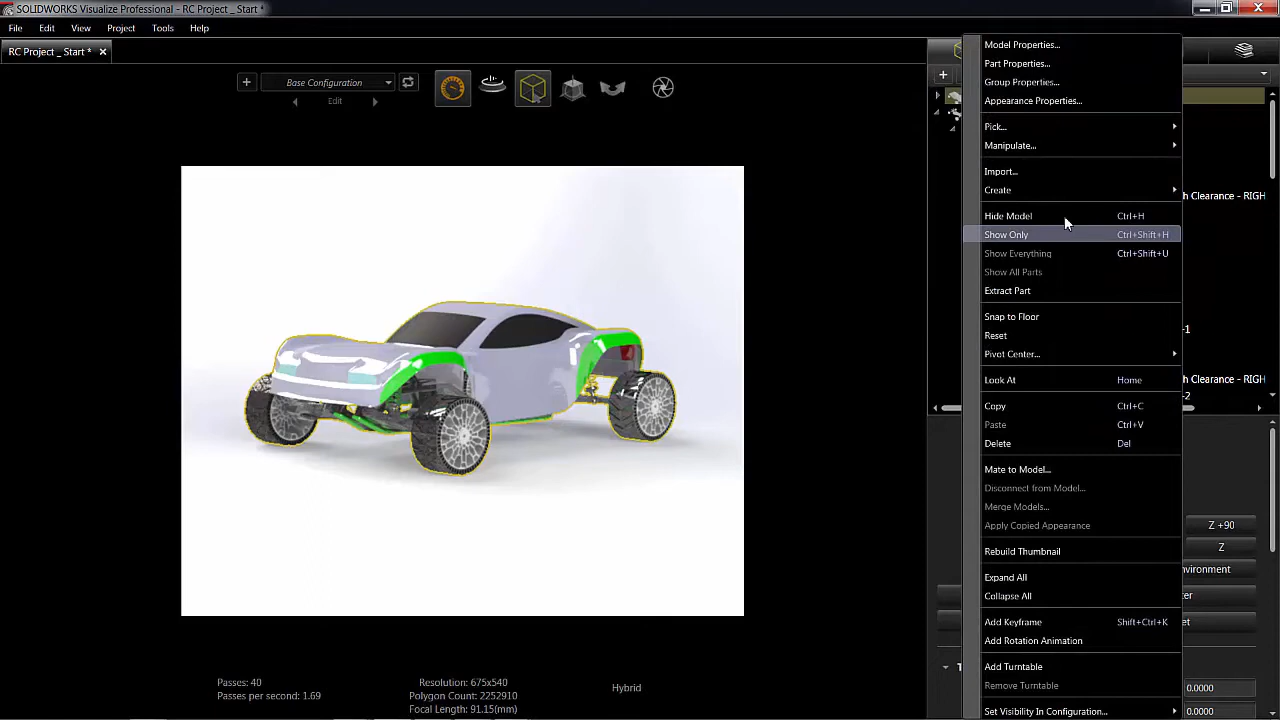 SOLIDWORKS Visualize Professional - RC Project _ Start *
File Edit View Project Tools Help
RC Project _ Start *
Base Configuration
Edit
Model Properties...
Part Properties...
Group Properties...
Appearance Properties...
Pick...
Manipulate...
Import...
Create
Hide Model Ctrl+H
Show Only Ctrl+Shift+H
Show Everything Ctrl+Shift+U
Show All Parts
Extract Part
Snap to Floor
Reset
Pivot Center...
Look At Home
Copy Ctrl+C
Paste Ctrl+V
Delete Del
Mate to Model...
Disconnect from Model...
Merge Models...
Apply Copied Appearance
Rebuild Thumbnail
Expand All
Collapse All
Add Keyframe Shift+Ctrl+K
Add Rotation Animation
Add Turntable
Remove Turntable
Set Visibility In Configuration...
h Clearance - RIGH
-1
h Clearance - RIGH
-2
Z +90
Z
nvironment
ter
et
T
0.0000
0.0000
Passes: 40
Passes per second: 1.69
Resolution: 675x540
Polygon Count: 2252910
Focal Length: 91.15(mm)
Hybrid